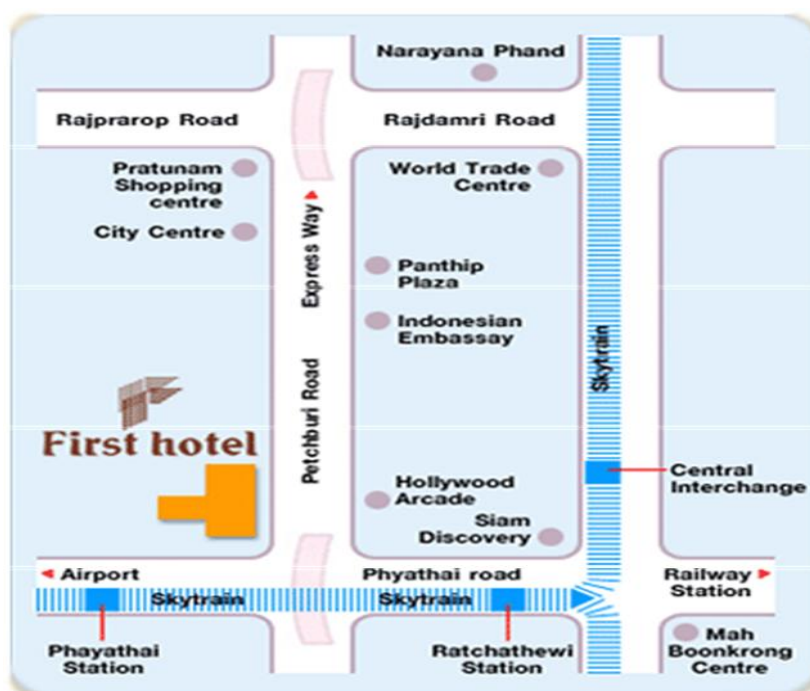 Narayana Phand
Rajprarop Road
Rajdamri Road
Pratunam
Shopping
centre
World Trade
Centre
City Centre
Express Way
Panthip
Plaza
Indonesian
Embassay
Skytrain
Petchburi Road
First hotel
Hollywood
Arcade
Central
Interchange
Siam
Discovery
Airport
Phyathai road
Railway
Station
Skytrain
Skytrain
Phayathai
Station
Ratchathewi
Station
Mah
Boonkrong
Centre